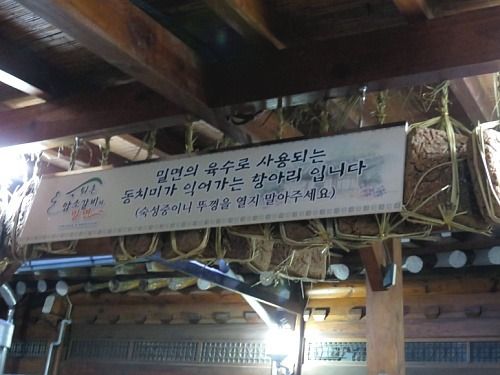 밀면의 육수로 사용되는
동치미가 익어가는 항아리 입니다
(숙성중이니 뚜껑을 열지 말아주세요)
밀면